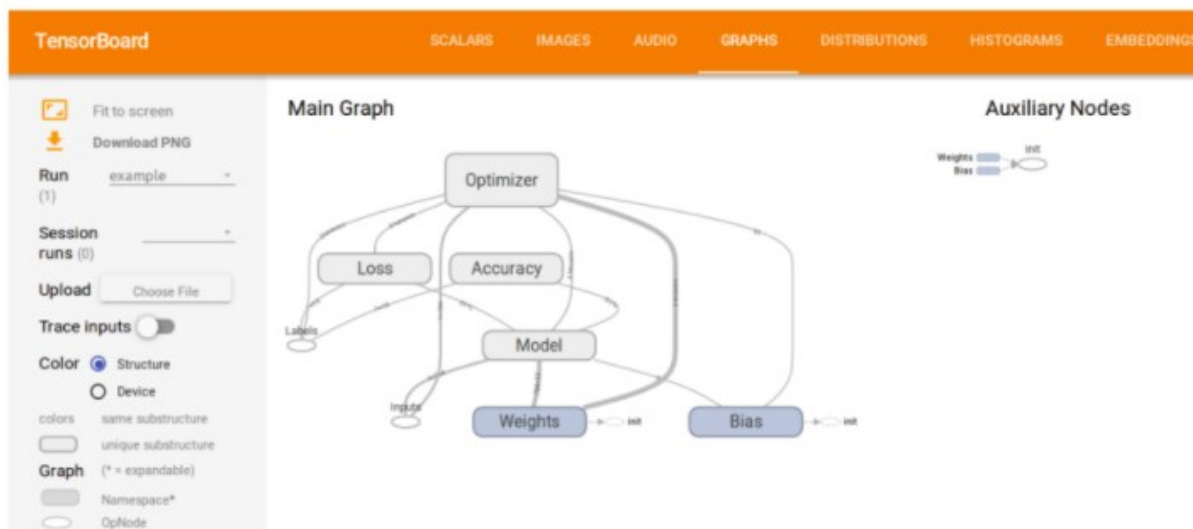 TensorBoard
SCALARS
IMAGES
AUDIO
GRAPHS
DISTRIBUTIONS
HISTOGRAMS
EMBEDDINGS
Fit to screen
Download PNG
Run
(1)
example
Session
runs (0)
Upload
Choose File
Trace inputs
Color
Structure
Device
colors
same substructure
unique substructure
Graph
(* = expandable)
Namespace*
OpNode
Main Graph
Optimizer
Loss
Accuracy
Labels
Model
Inputs
Weights
init
Bias
init
Auxiliary Nodes
Weights
Bias
init